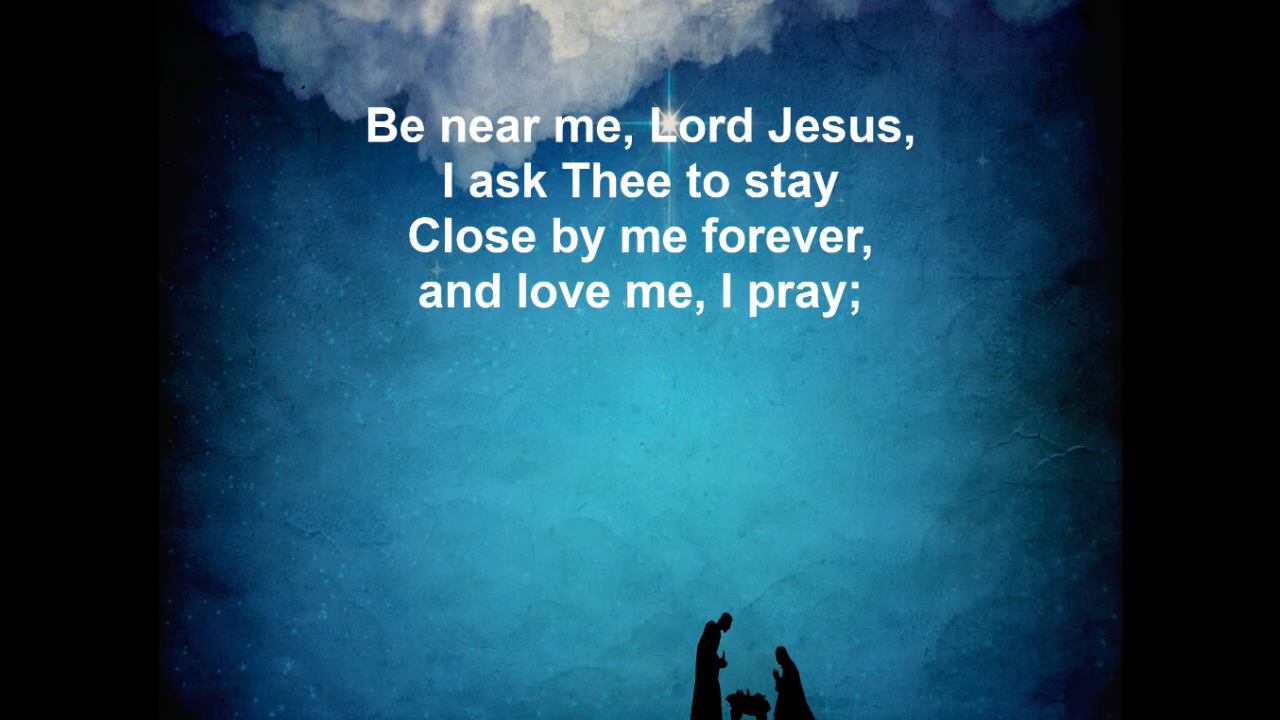 Be near me, Lord Jesus,
I ask Thee to stay
Close by me forever,
and love me, I pray;